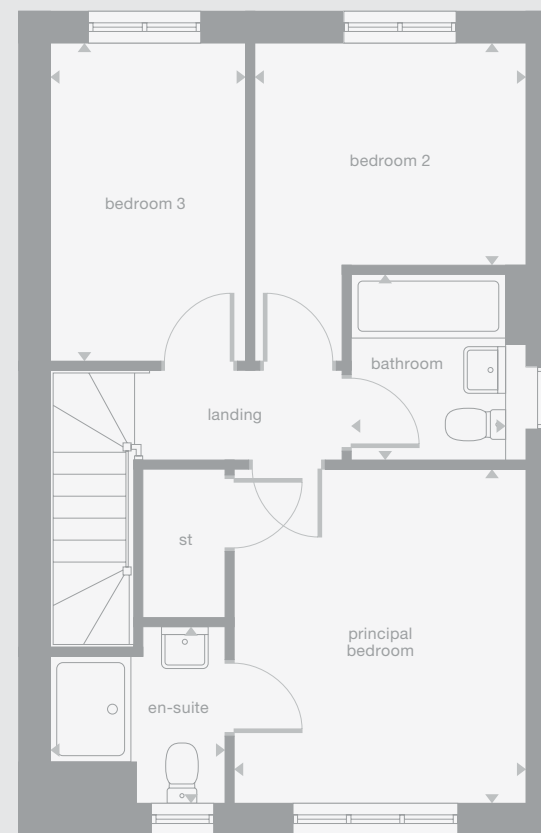 bedroom 2
bedroom 3
bathroom
landing
st
principal
bedroom
en-suite